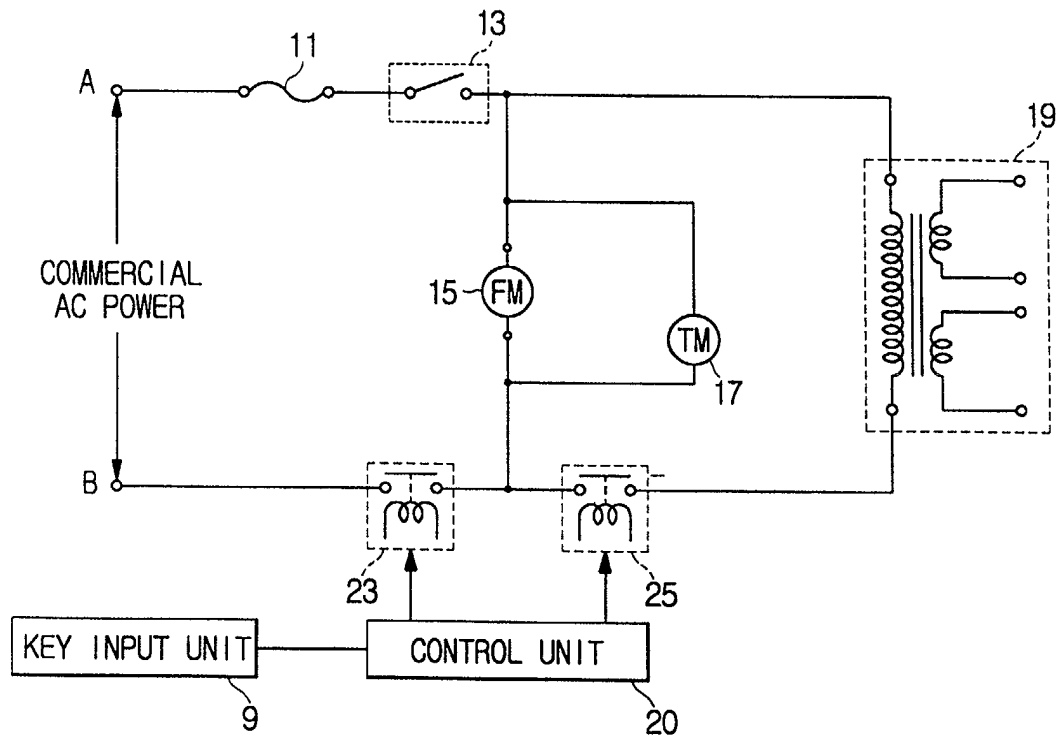 11
13
A
19
COMMERCIAL
AC POWER
15
FM
TM
17
B
23
25
KEY INPUT UNIT
CONTROL UNIT
9
20